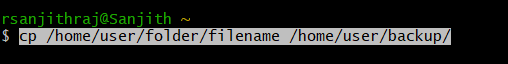 rsanjithraj@Sanjith ~
$ cp /home/user/folder/filename /home/user/backup/